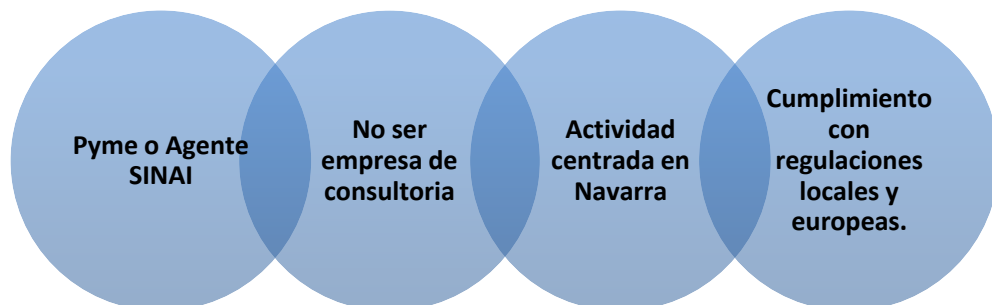 Pyme o Agente
SINAI
No ser
empresa de
consultoria
Actividad
centrada en
Navarra
Cumplimiento
con
regulaciones
locales y
europeas.